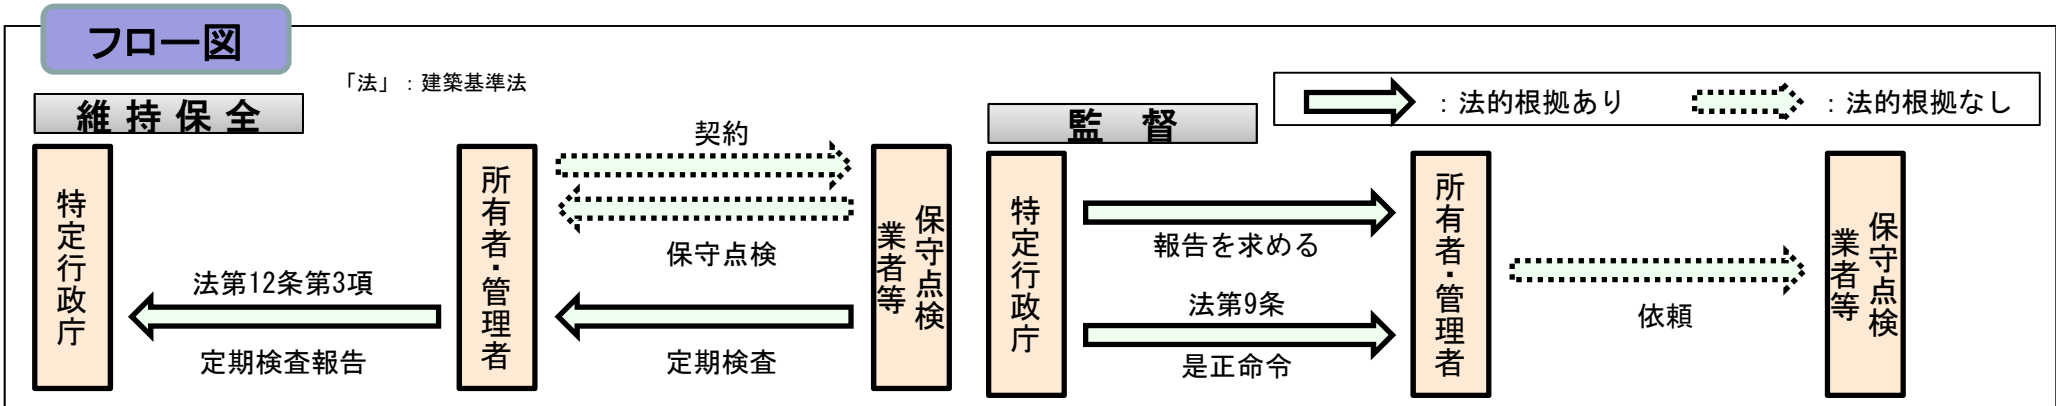 フロー図
「法」：建築基準法
：法的根拠あり
：法的根拠なし
維持保全
特定行政庁
法第12条第3項
定期検査報告
所有者・管理者
契約
保守点検
定期検査
保守点検
業者等
監督
特定行政庁
報告を求める
法第9条
是正命令
所有者・管理者
依頼
保守点検
業者等